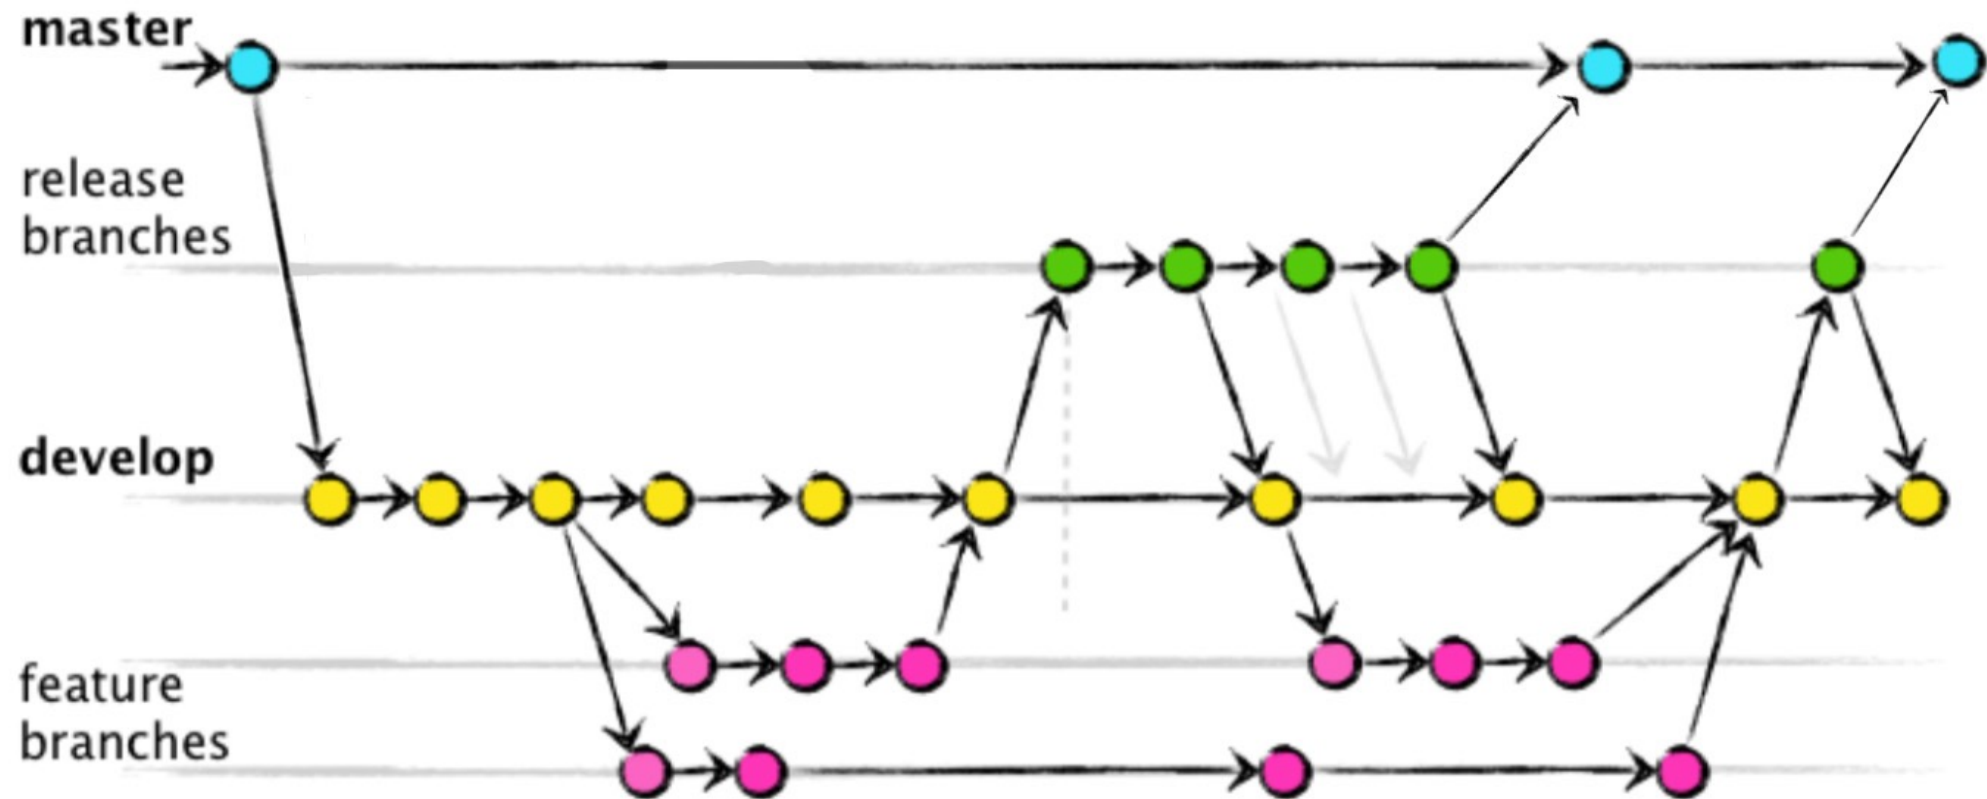 master
release
branches
develop
feature
branches